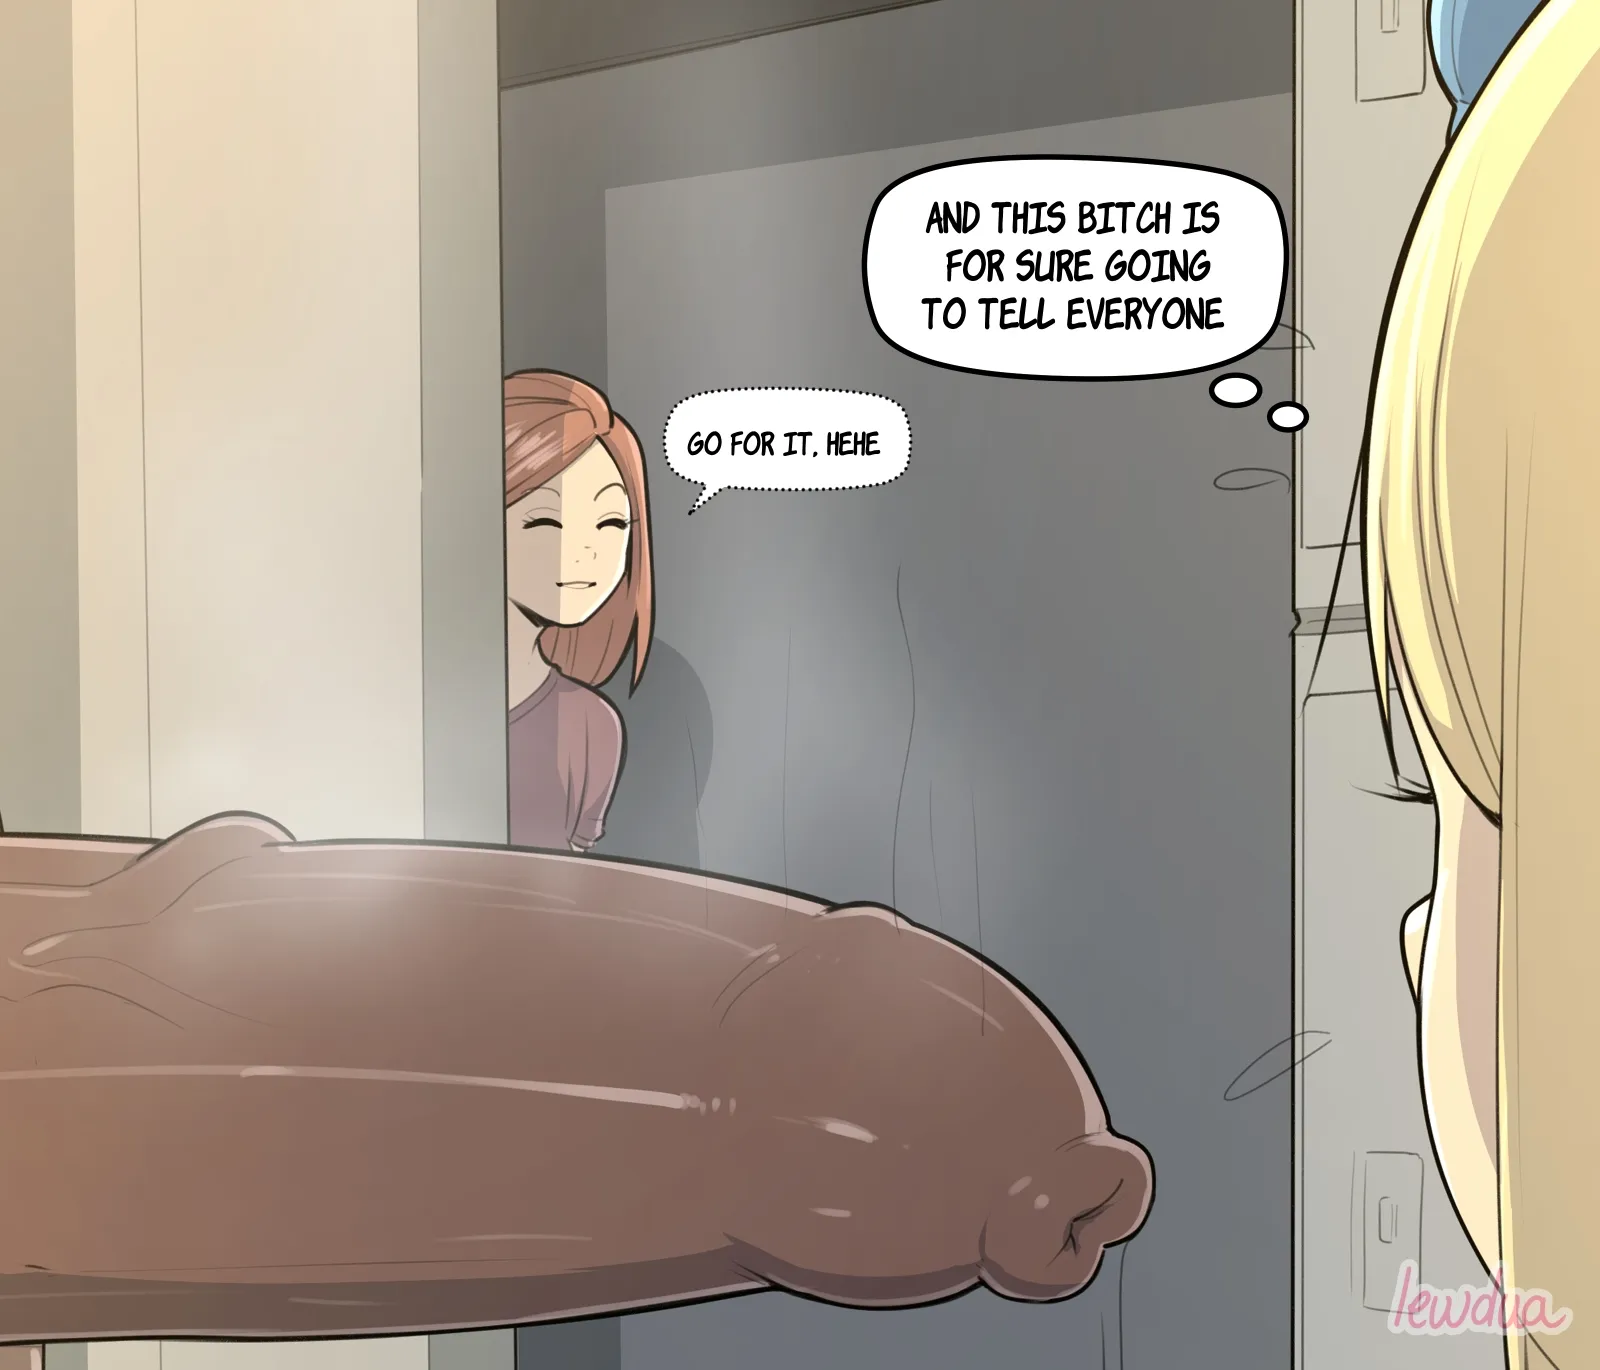 AND THIS BITCH IS
FOR SURE GOING
TO TELL EVERYONE
GO FOR IT, HEHE
lewdua